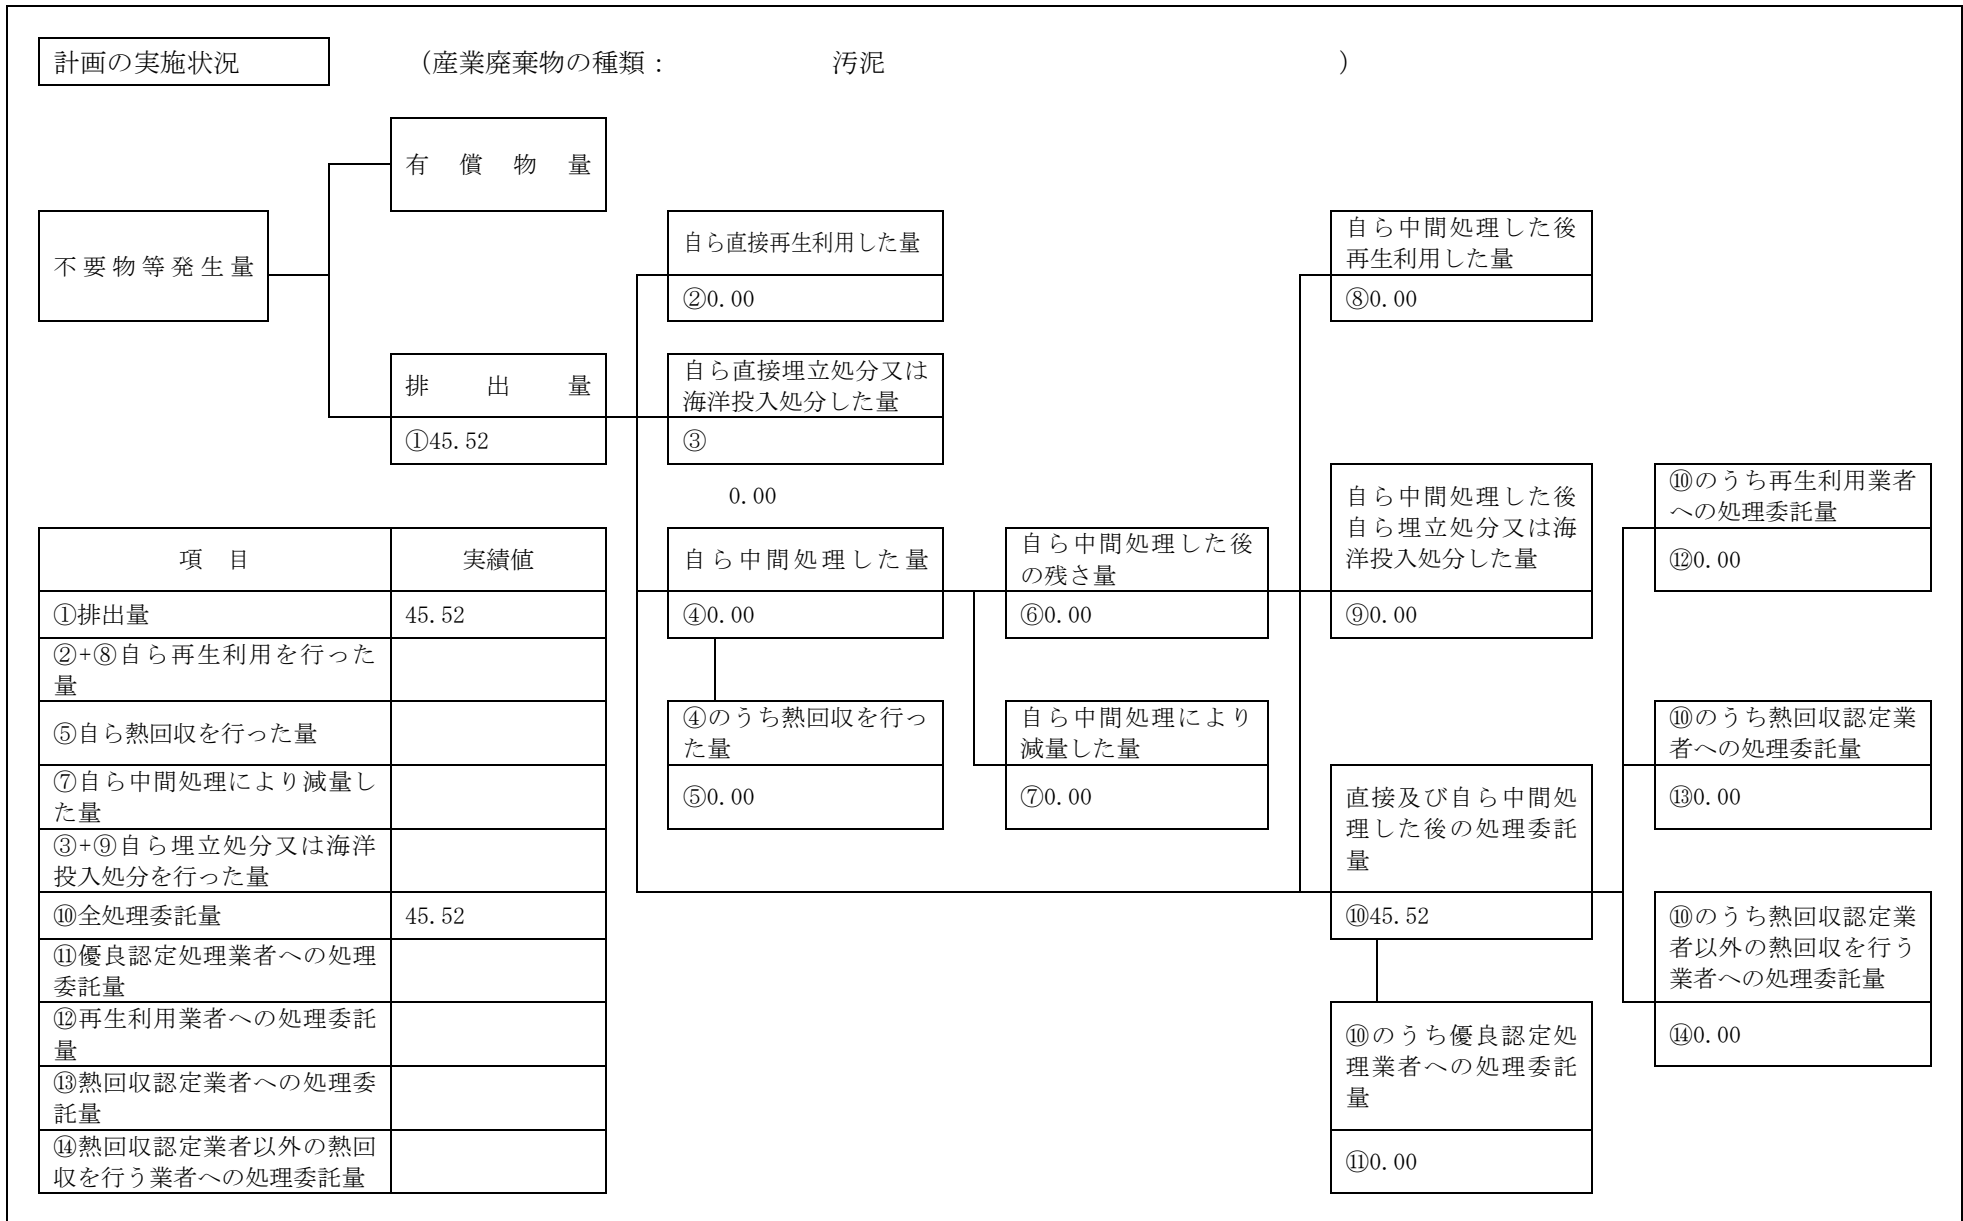 計画の実施状況 （産業廃棄物の種類： 汚泥 ）
有償物量
不要物等発生量
排出量
①45.52
自ら直接再生利用した量
②0.00
自ら直接埋立処分又は
海洋投入処分した量
③
0.00
自ら中間処理した量
④0.00
④のうち熱回収を行っ
た量
⑤0.00
自ら中間処理した後
の残さ量
⑥0.00
自ら中間処理により
減量した量
⑦0.00
自ら中間処理した後
再生利用した量
⑧0.00
自ら中間処理した後
自ら埋立処分又は海
洋投入処分した量
⑨0.00
直接及び自ら中間処
理した後の処理委託
量
⑩45.52
⑩のうち優良認定処
理業者への処理委託
量
⑪0.00
⑩のうち再生利用業者
への処理委託量
⑫0.00
⑩のうち熱回収認定業
者への処理委託量
⑬0.00
⑩のうち熱回収認定業
者以外の熱回収を行う
業者への処理委託量
⑭0.00
項 目 実績値
①排出量 45.52
②+⑧自ら再生利用を行った
量
⑤自ら熱回収を行った量
⑦自ら中間処理により減量し
た量
③+⑨自ら埋立処分又は海洋
投入処分を行った量
⑩全処理委託量 45.52
⑪優良認定処理業者への処理
委託量
⑫再生利用業者への処理委託
量
⑬熱回収認定業者への処理委
託量
⑭熱回収認定業者以外の熱回
収を行う業者への処理委託量